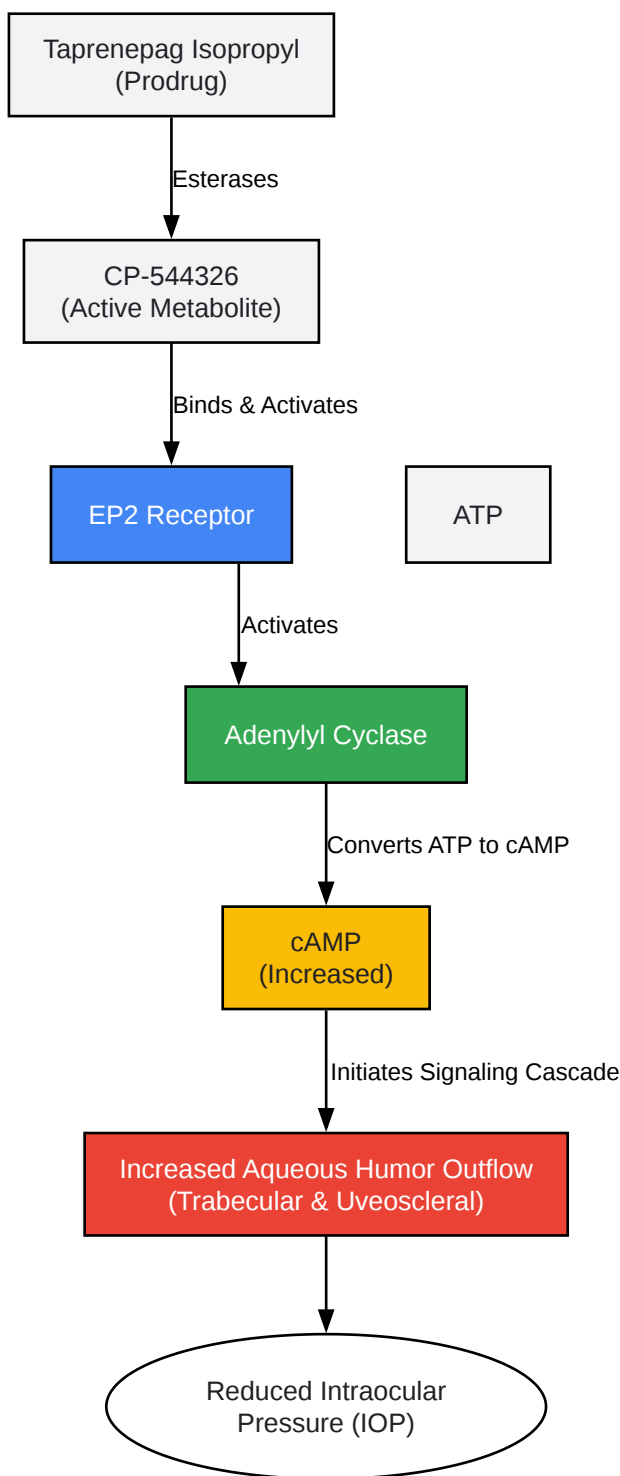 Taprenepag Isopropyl
(Prodrug)
Esterases
CP-544326
(Active Metabolite)
Binds & Activates
EP2 Receptor
ATP
Activates
Adenylyl Cyclase
Converts ATP to cAMP
cAMP
(Increased)
Initiates Signaling Cascade
Increased Aqueous Humor Outflow
(Trabecular & Uveoscleral)
Reduced Intraocular
Pressure (IOP)